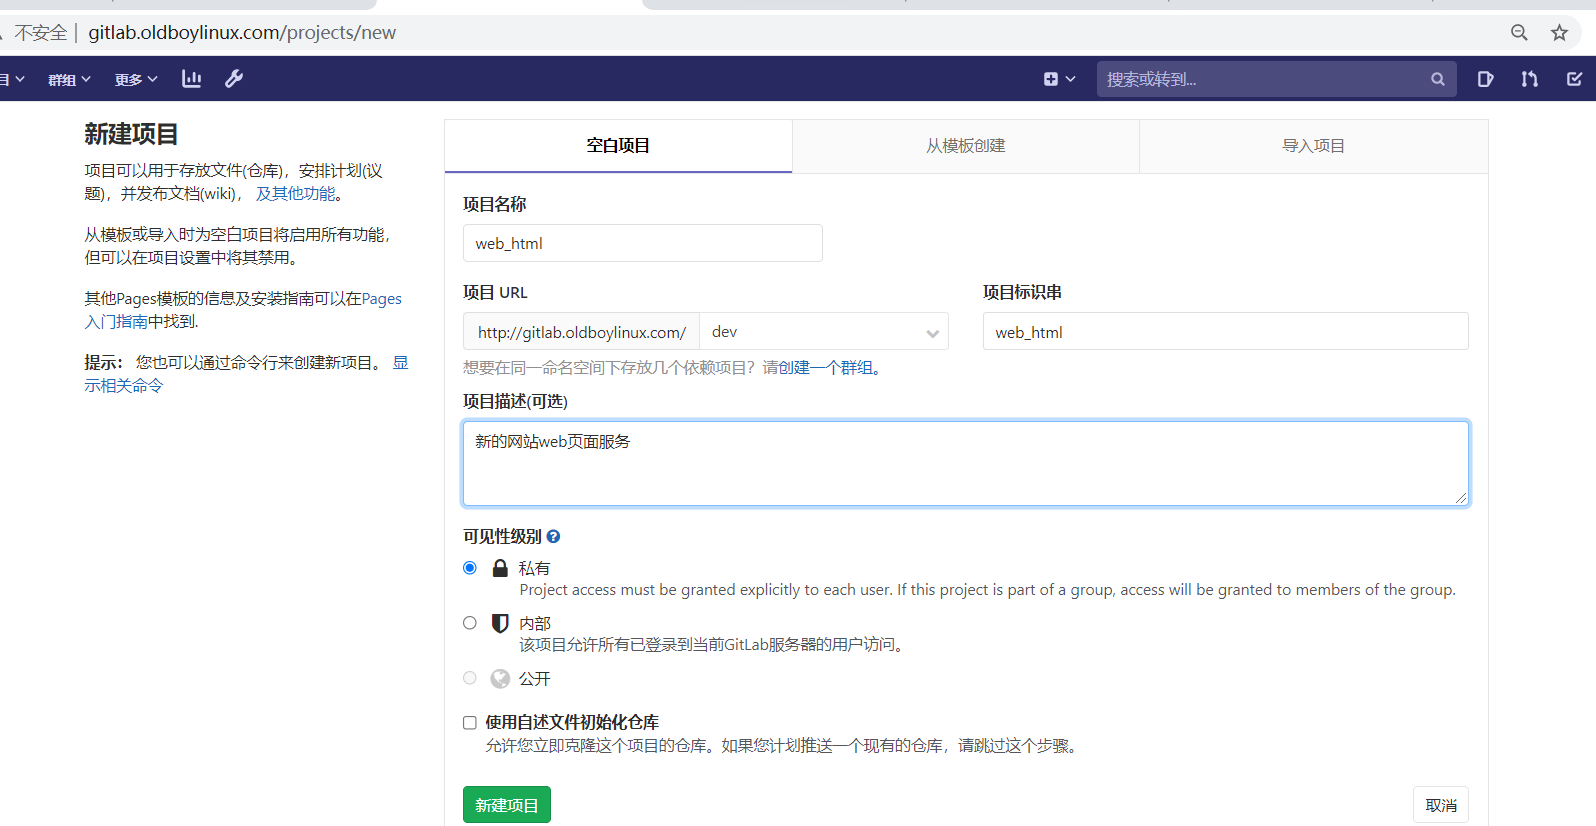 不安全 | gitlab.oldboylinux.com/projects/new
目 群组 更多 搜索或转到...
新建项目
项目可以用于存放文件(仓库)，安排计划(议
题)，并发布文档(wiki)， 及其他功能。
从模板或导入时为空白项目将启用所有功能，
但可以在项目设置中将其禁用。
其他Pages模板的信息及安装指南可以在Pages
入门指南中找到.
提示： 您也可以通过命令行来创建新项目。 显
示相关命令
空白项目 从模板创建 导入项目
项目名称
web_html
项目 URL 项目标识串
http://gitlab.oldboylinux.com/ dev web_html
想要在同一命名空间下存放几个依赖项目？请创建一个群组。
项目描述(可选)
新的网站web页面服务
可见性级别
私有
Project access must be granted explicitly to each user. If this project is part of a group, access will be granted to members of the group.
内部
该项目允许所有已登录到当前GitLab服务器的用户访问。
公开
使用自述文件初始化仓库
允许您立即克隆这个项目的仓库。如果您计划推送一个现有的仓库，请跳过这个步骤。
新建项目 取消